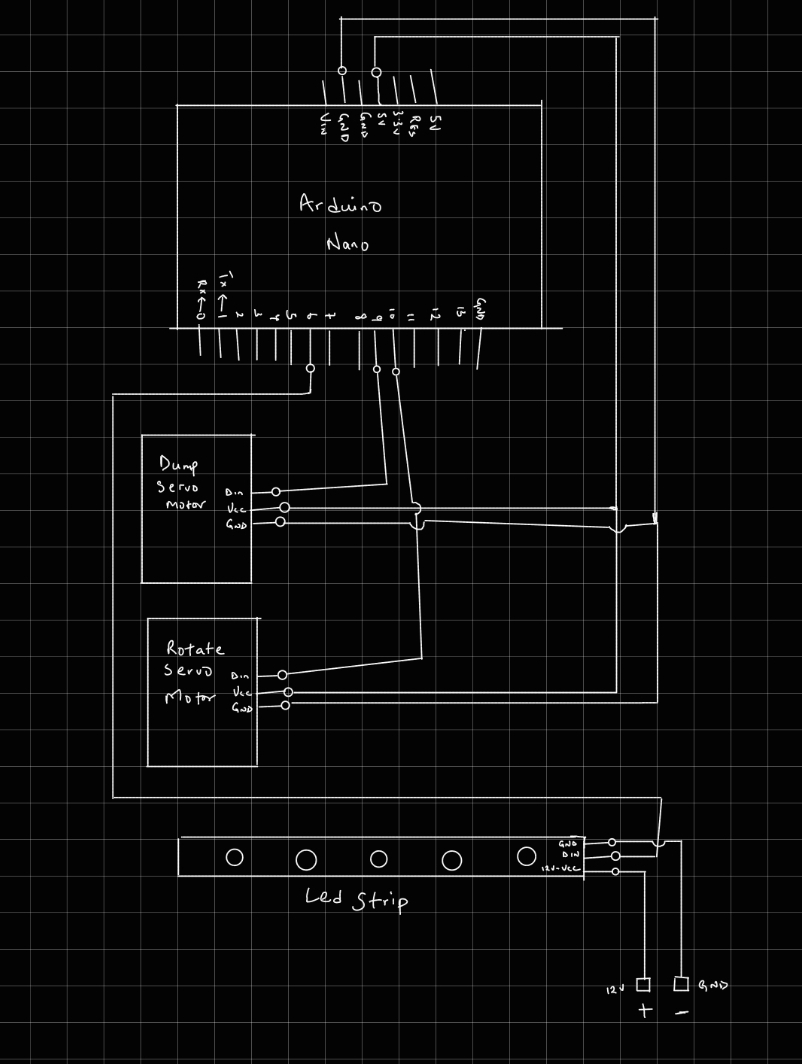 Vin
GND
GND
5V
3.3V
RES
5V
Arduino
Nano
Rx→0
Tx→1
2
3
4
5
6
7
8
9
10
11
12
13
GND
Dump
Servo
Motor
Din
Vcc
GND
Rotate
Servo
Motor
Din
Vcc
GND
GND
DIN
12V-VCC
Led Strip
12V
GND
+
-